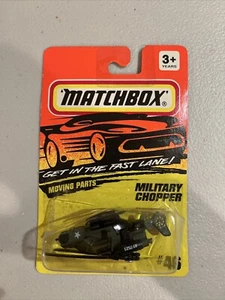 3+
YEARS
MATCHBOX®
GET IN THE FAST LANE!
MOVING PARTS
MILITARY
CHOPPER
#46